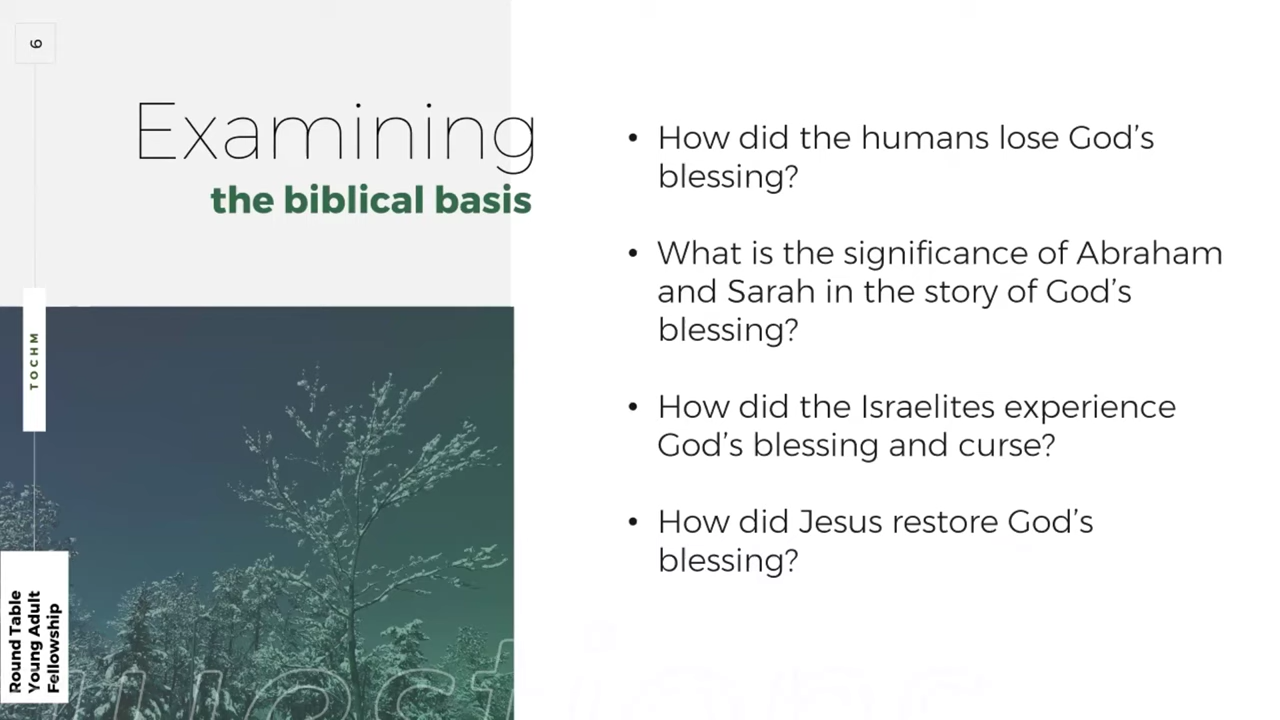 6
Examining
the biblical basis
TOCHM
Round Table
Young Adult
Fellowship
• How did the humans lose God’s
blessing?
• What is the significance of Abraham
and Sarah in the story of God’s
blessing?
• How did the Israelites experience
God’s blessing and curse?
• How did Jesus restore God’s
blessing?